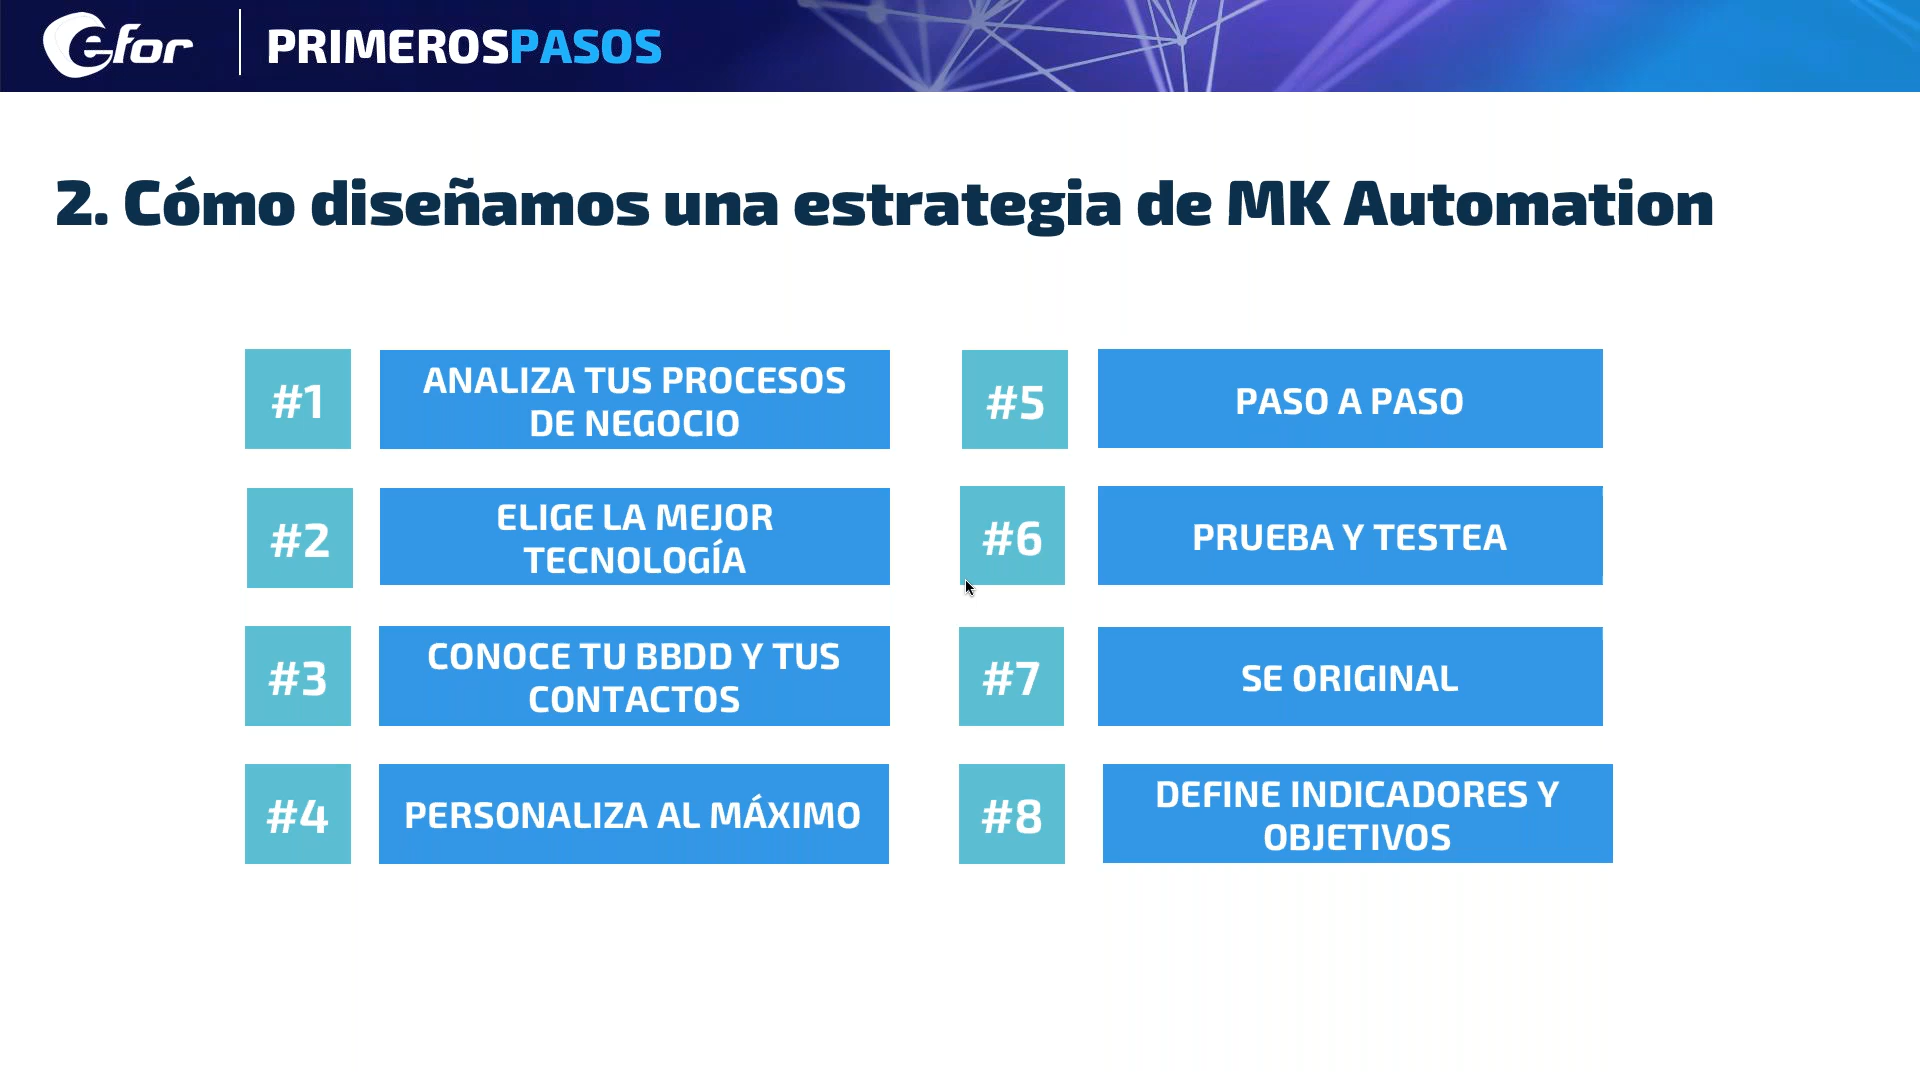 efor
PRIMEROSPASOS
2. Cómo diseñamos una estrategia de MK Automation
#1
ANALIZA TUS PROCESOS
DE NEGOCIO
#2
ELIGE LA MEJOR
TECNOLOGÍA
#3
CONOCE TU BBDD Y TUS
CONTACTOS
#4
PERSONALIZA AL MÁXIMO
#5
PASO A PASO
#6
PRUEBA Y TESTEA
#7
SE ORIGINAL
#8
DEFINE INDICADORES Y
OBJETIVOS